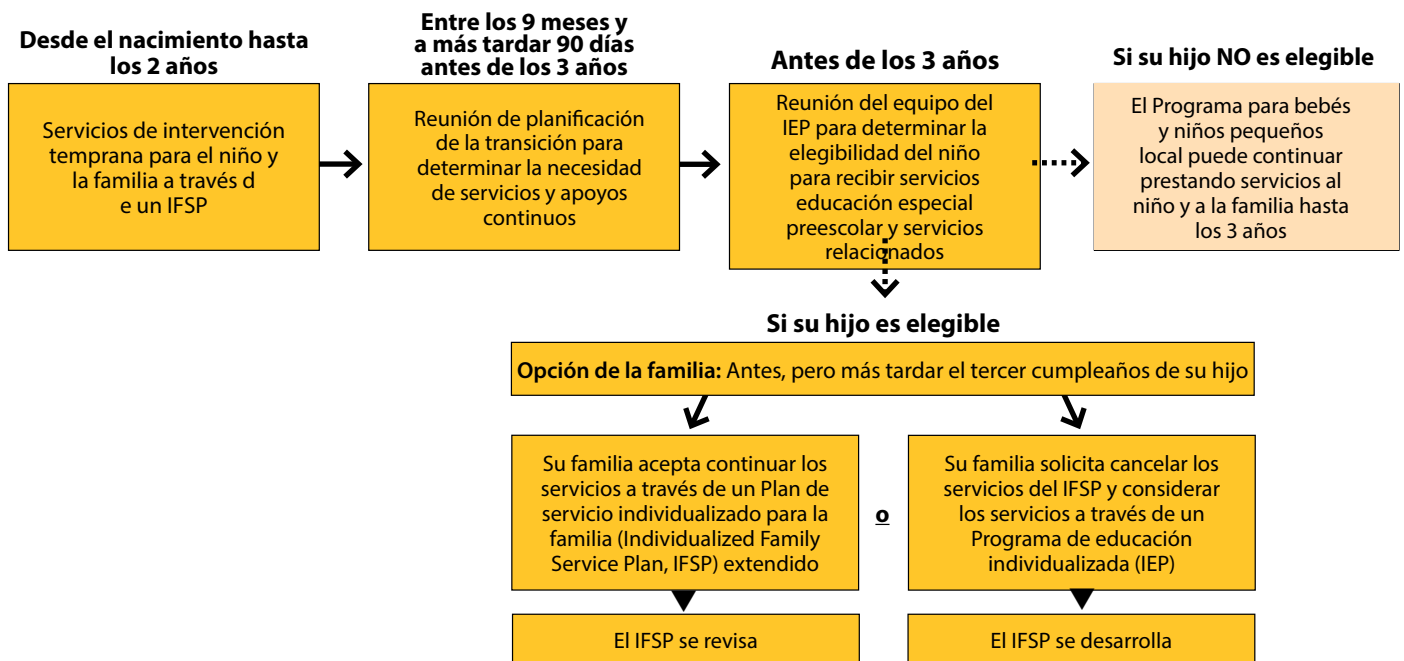 Desde el nacimiento hasta
los 2 años
Servicios de intervención
temprana para el niño y
la familia a través d
e un IFSP
Entre los 9 meses y
a más tardar 90 días
antes de los 3 años
Reunión de planificación
de la transición para
determinar la necesidad
de servicios y apoyos
continuos
Antes de los 3 años
Reunión del equipo del
IEP para determinar la
elegibilidad del niño
para recibir servicios
educación especial
preescolar y servicios
relacionados
Si su hijo NO es elegible
El Programa para bebés
y niños pequeños
local puede continuar
prestando servicios al
niño y a la familia hasta
los 3 años
Si su hijo es elegible
Opción de la familia: Antes, pero más tardar el tercer cumpleaños de su hijo
Su familia acepta continuar los
servicios a través de un Plan de
servicio individualizado para la
familia (Individualized Family
Service Plan, IFSP) extendido
o
Su familia solicita cancelar los
servicios del IFSP y considerar
los servicios a través de un
Programa de educación
individualizada (IEP)
El IFSP se revisa
El IFSP se desarrolla